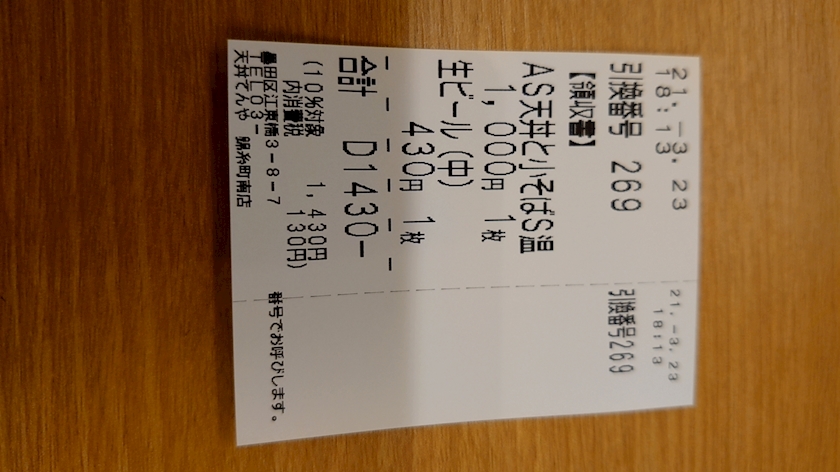 21.-3.23
18:13
引換番号 269
【領収書】
AS天丼と小そばS温
1,000円 1枚
生ビール(中)
430円 1枚
- - - - - - - -
合計 D1430-
(10%対象 1,430円
内消費税 130円)
墨田区江東橋3-8-7
TEL03-
天丼てんや 錦糸町南店
21.-3.23
18:13
引換番号269
番号でお呼びします。